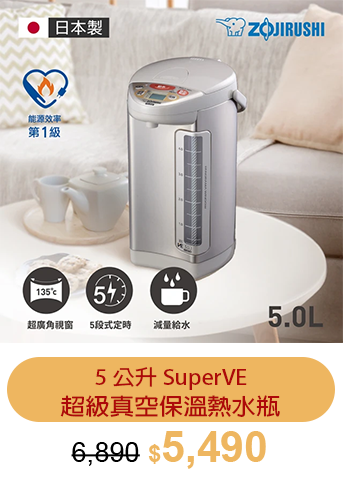 日本製
ZOJIRUSHI
能源效率
第1級
135°c
5
超廣角視窗 5段式定時 減量給水
5.0L
5 公升 SuperVE
超級真空保溫熱水瓶
6,890 $5,490